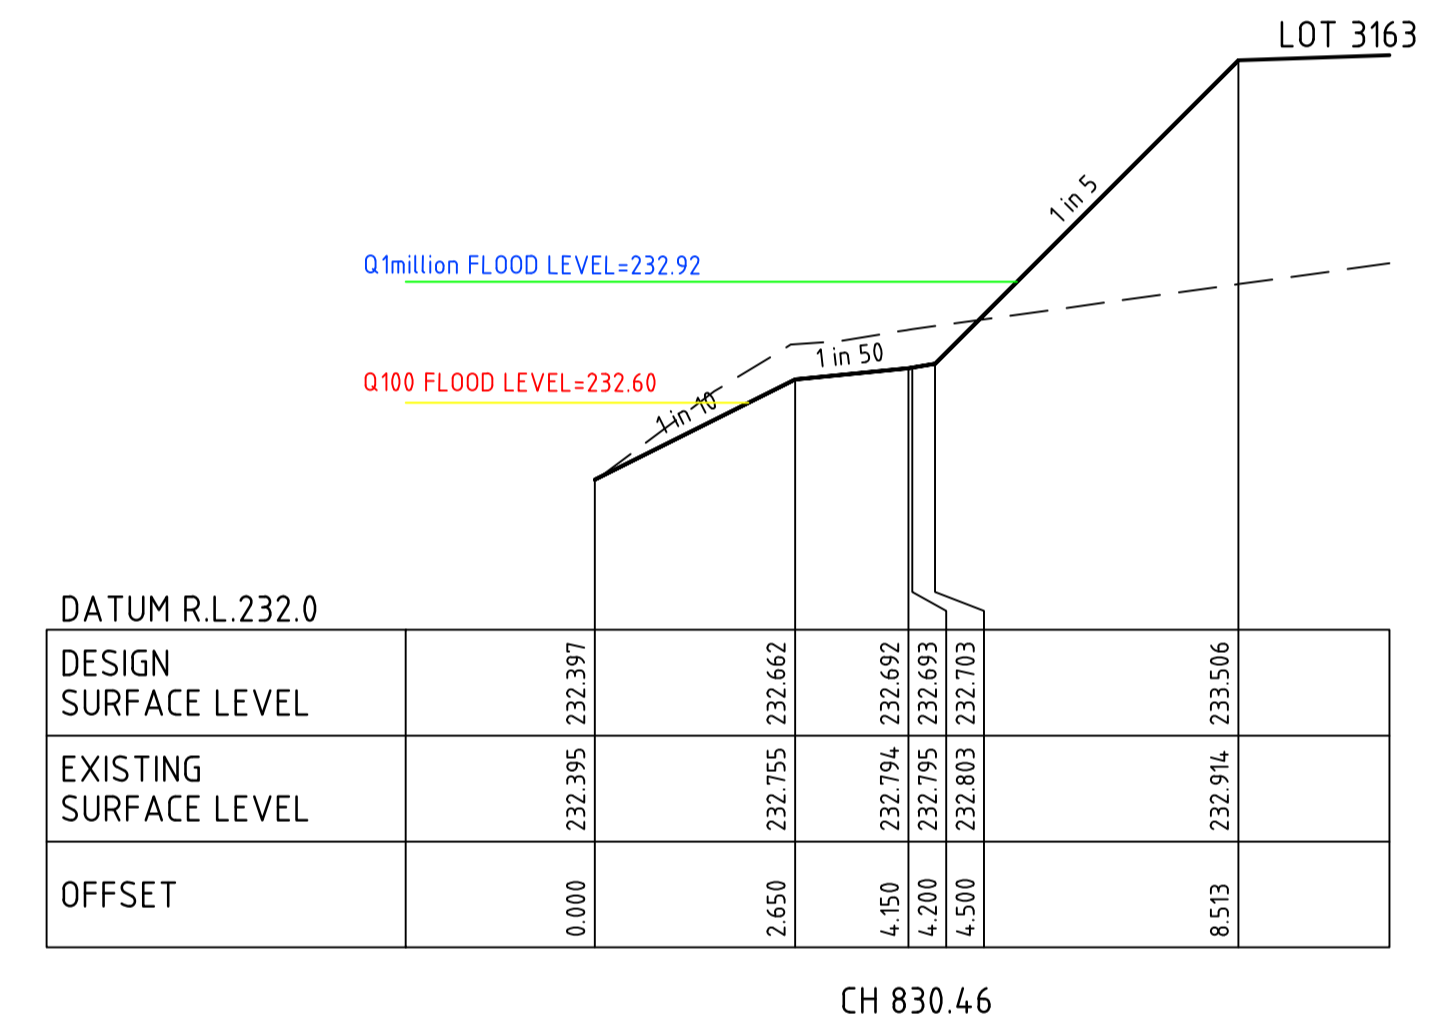 LOT 3163
1 in 5
Q1million FLOOD LEVEL=232.92
1 in 50
Q100 FLOOD LEVEL=232.60
1 in 10
DATUM R.L.232.0
DESIGN
SURFACE LEVEL
232.397
232.662
232.692
232.693
232.703
233.506
EXISTING
SURFACE LEVEL
232.395
232.755
232.794
232.795
232.803
232.914
OFFSET
0.000
2.650
4.150
4.200
4.500
8.513
CH 830.46